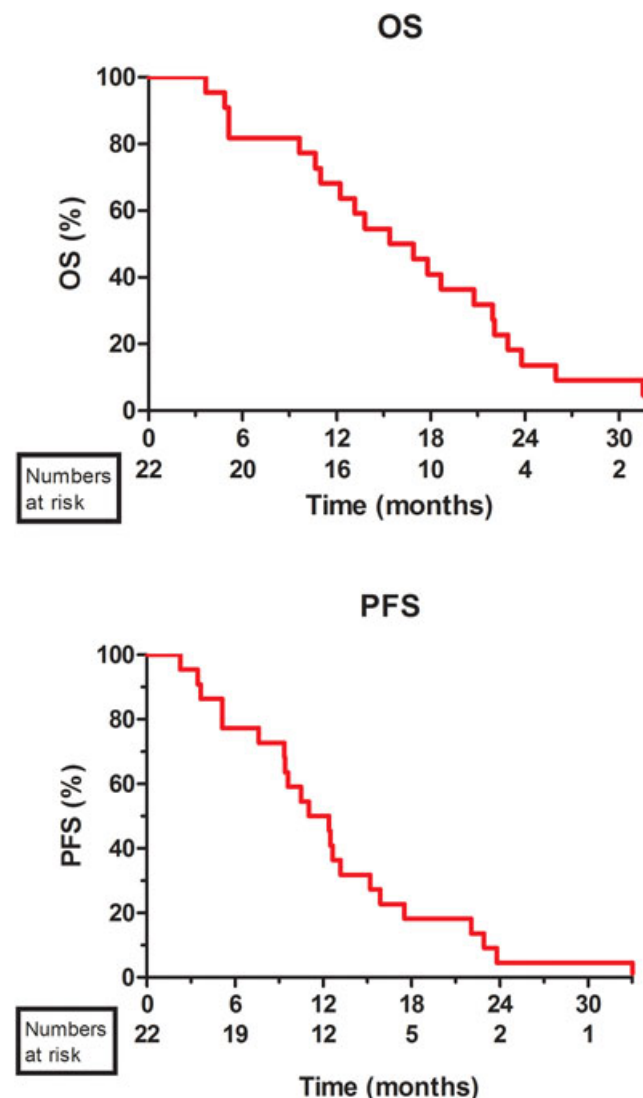 OS
100
80
60
40
20
0
OS (%)
0 6 12 18 24 30
Numbers at risk
22 20 16 10 4 2
Time (months)
PFS
100
80
60
40
20
0
PFS (%)
0 6 12 18 24 30
Numbers at risk
22 19 12 5 2 1
Time (months)